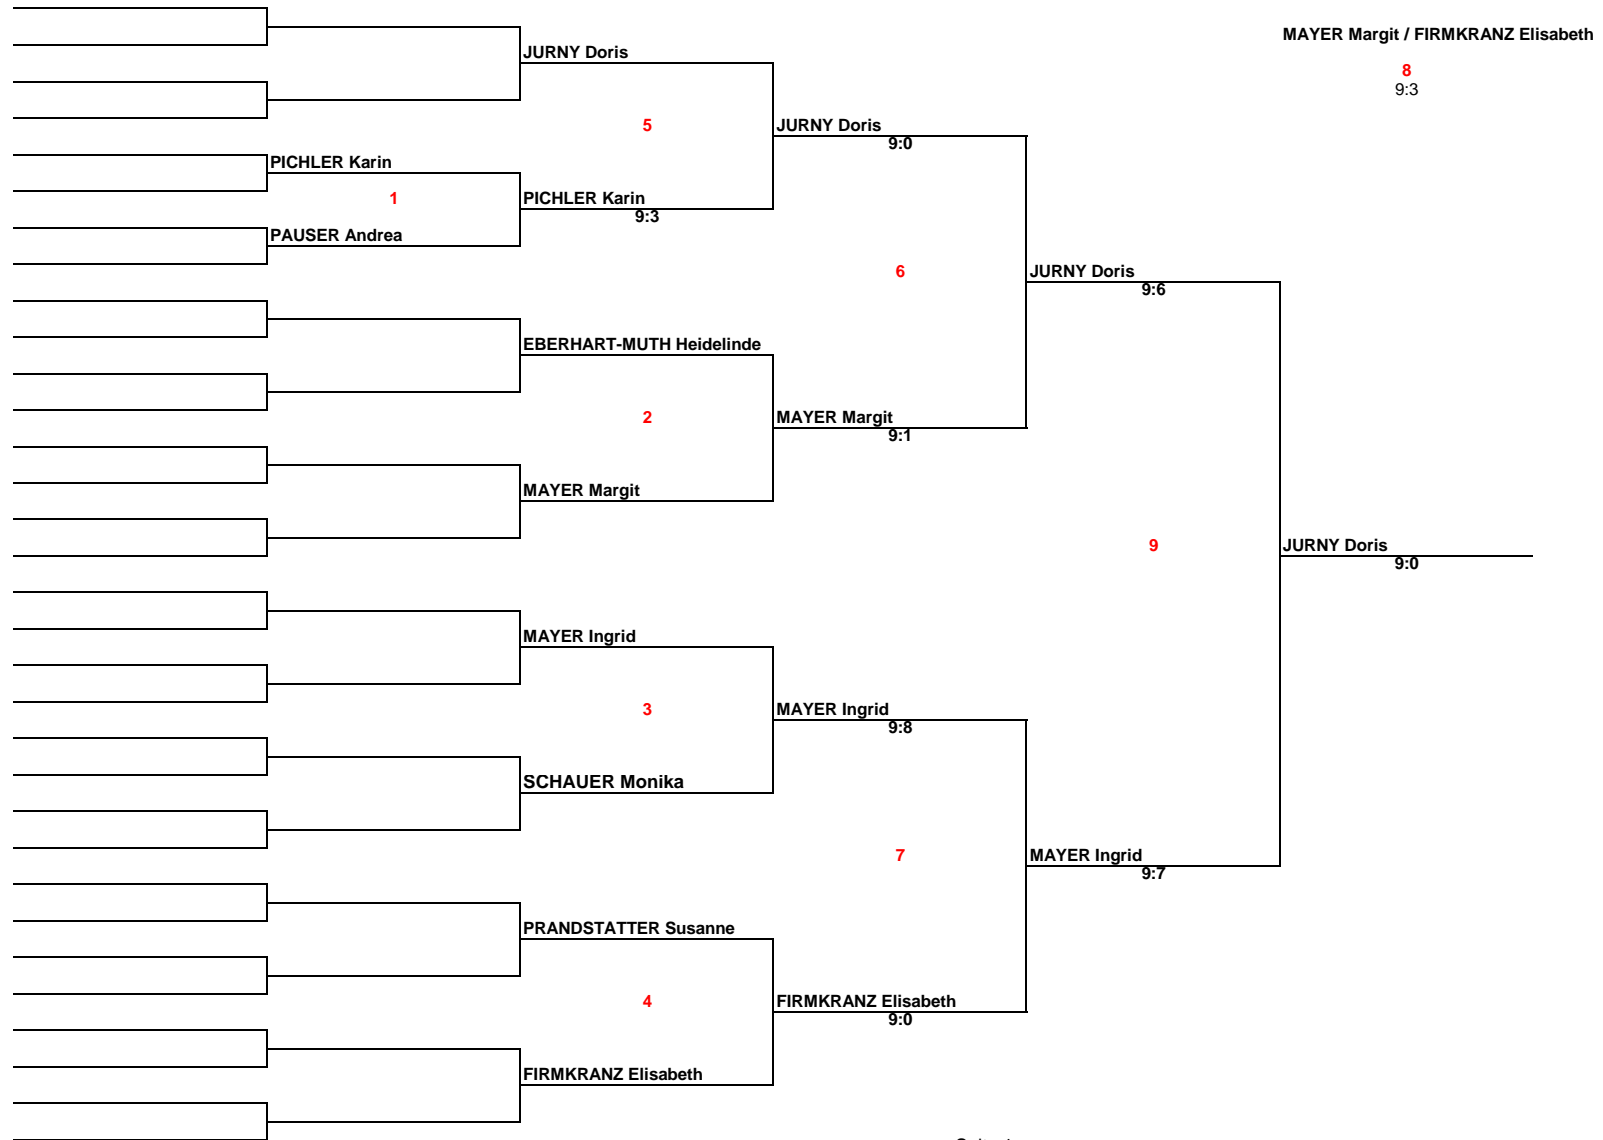 MAYER Margit / FIRMKRANZ Elisabeth
JURNY Doris
8
9:3
5
JURNY Doris
9:0
PICHLER Karin
1
PICHLER Karin
9:3
PAUSER Andrea
6
JURNY Doris
9:6
EBERHART-MUTH Heidelinde
2
MAYER Margit
9:1
MAYER Margit
9
JURNY Doris
9:0
MAYER Ingrid
3
MAYER Ingrid
9:8
SCHAUER Monika
7
MAYER Ingrid
9:7
PRANDSTATTER Susanne
4
FIRMKRANZ Elisabeth
9:0
FIRMKRANZ Elisabeth